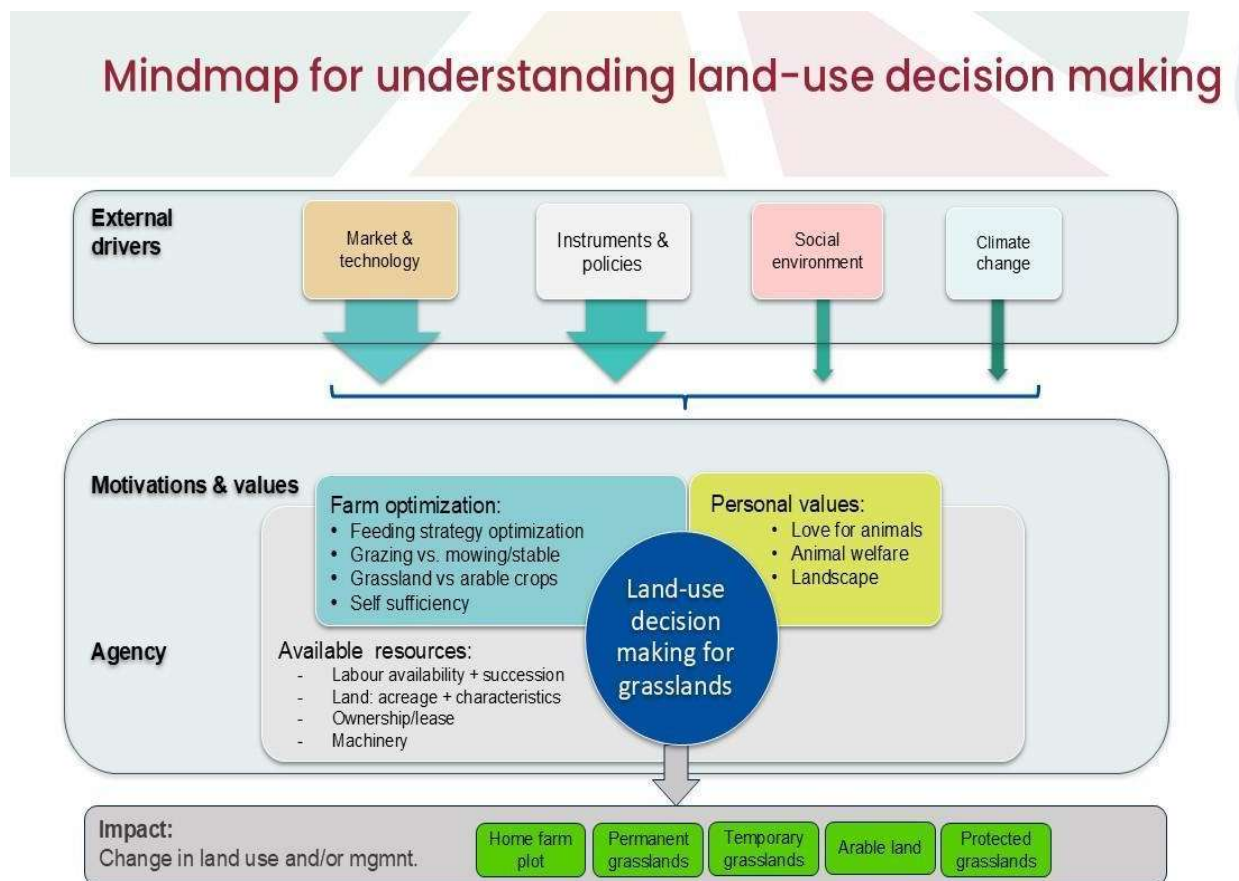 Mindmap for understanding land-use decision making
External
drivers
Market &
technology
Instruments &
policies
Social
environment
Climate
change
Motivations & values
Farm optimization:
• Feeding strategy optimization
• Grazing vs. mowing/stable
• Grassland vs arable crops
• Self sufficiency
Personal values:
• Love for animals
• Animal welfare
• Landscape
Land-use
decision
making for
grasslands
Agency
Available resources:
- Labour availability + succession
- Land: acreage + characteristics
- Ownership/lease
- Machinery
Impact:
Change in land use and/or mgmnt.
Home farm
plot
Permanent
grasslands
Temporary
grasslands
Arable land
Protected
grasslands